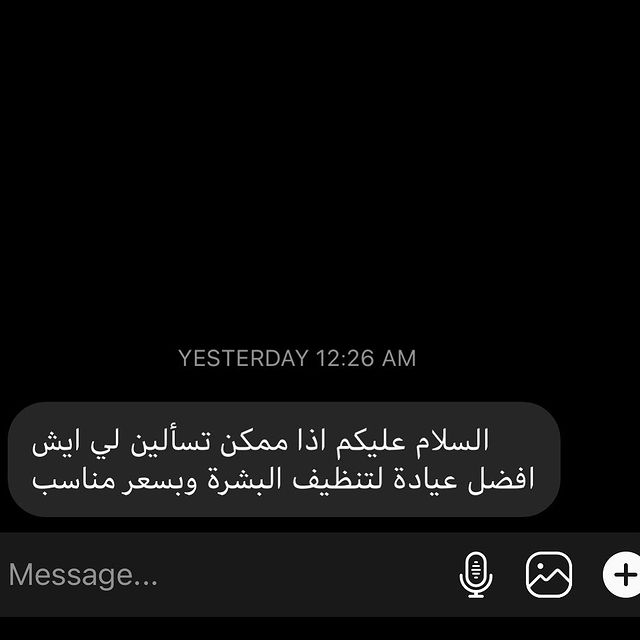 YESTERDAY 12:26 AM
السلام عليكم اذا ممكن تسألين لي ايش
افضل عيادة لتنظيف البشرة وبسعر مناسب
Message...